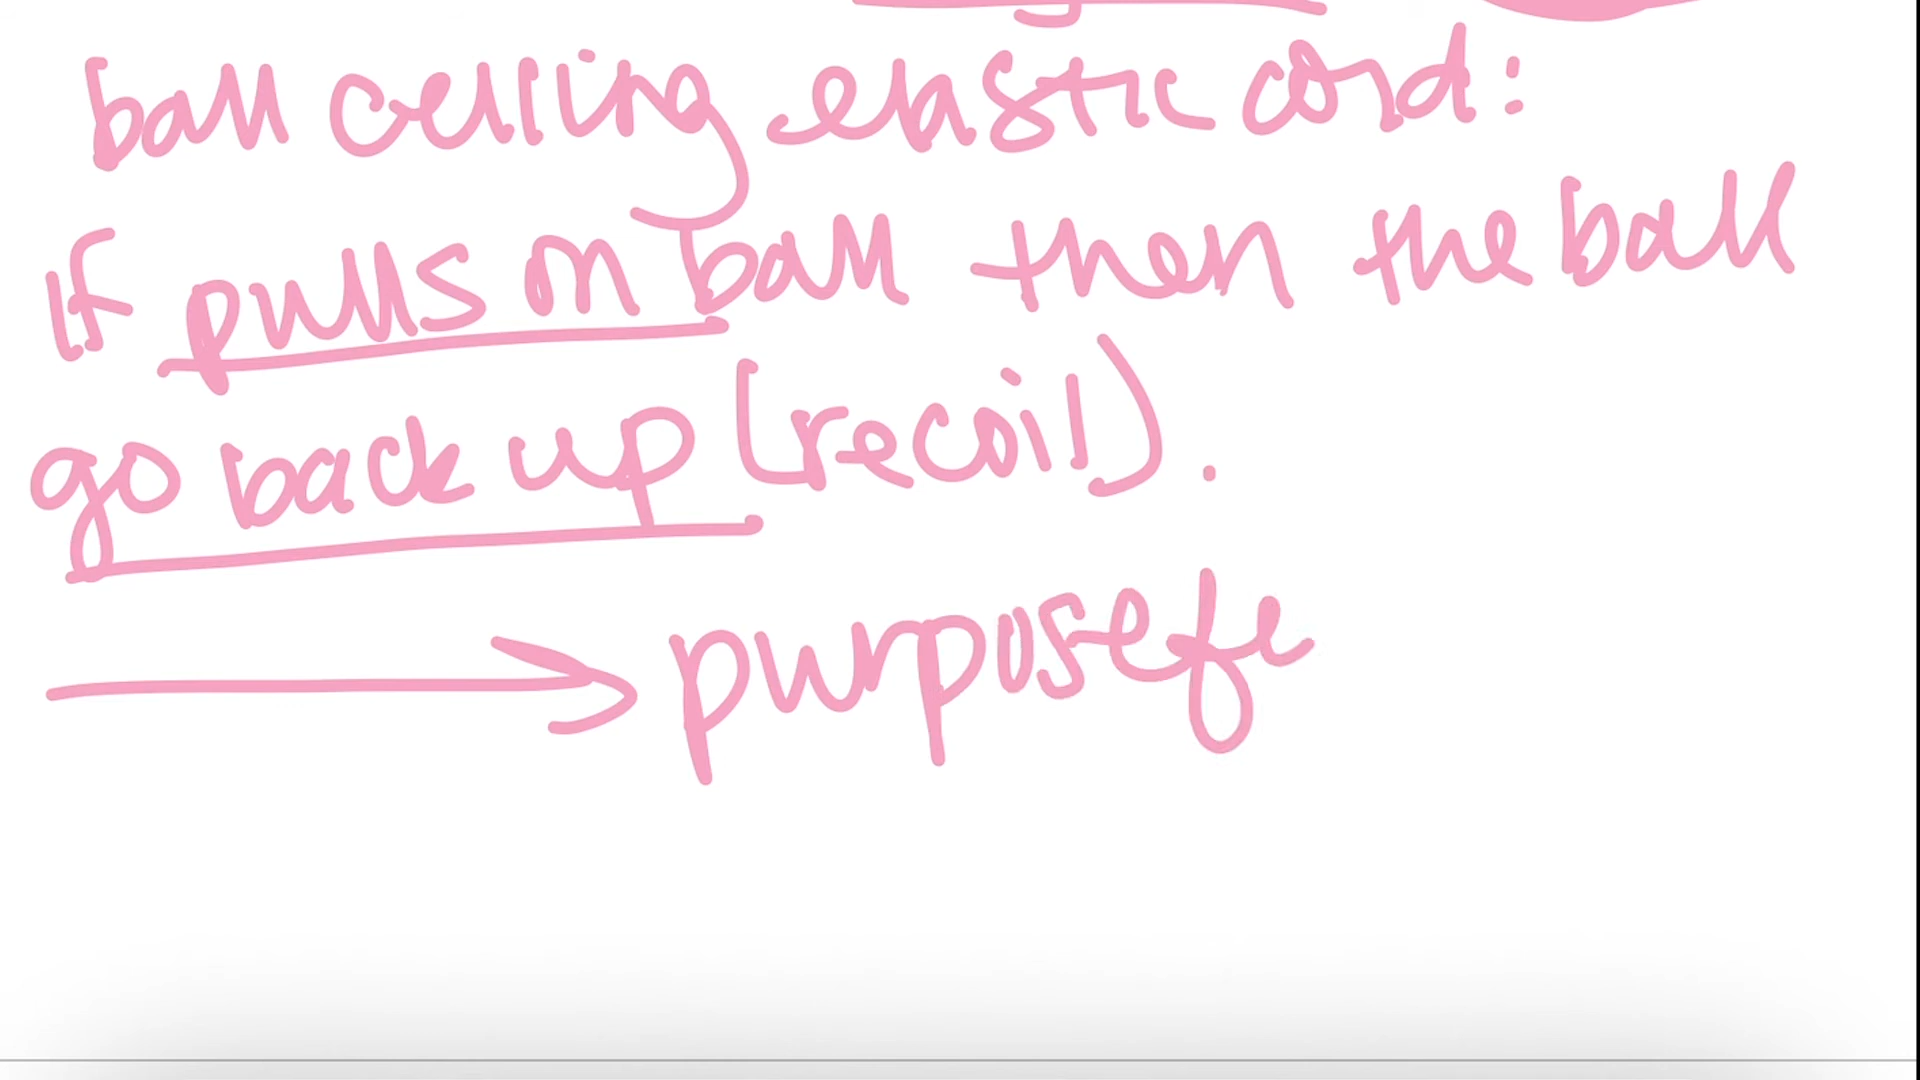 ball ceiling elastic cord:
If pulls on ball then the ball
go back up (recoil).
→ purposefu